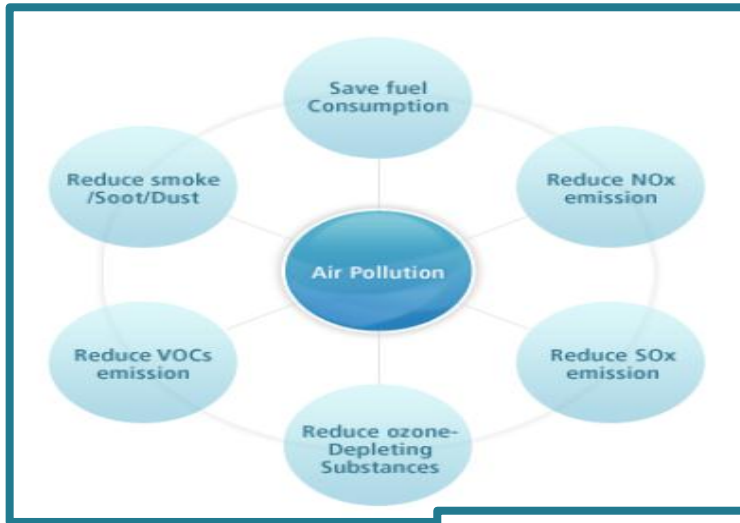 Save fuel
Consumption
Reduce smoke
/Soot/Dust
Reduce NOx
emission
Air Pollution
Reduce VOCs
emission
Reduce SOx
emission
Reduce ozone-
Depleting
Substances